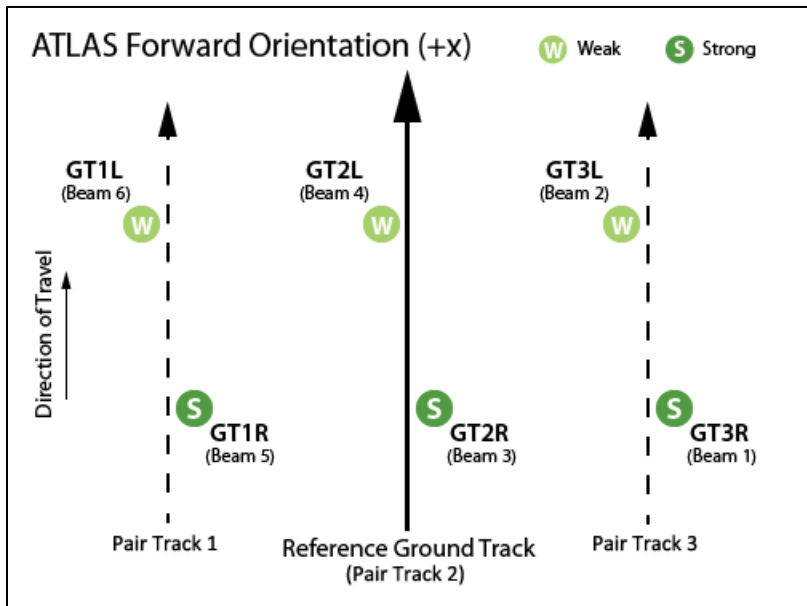 ATLAS Forward Orientation (+x)
W Weak
S Strong
GT1L
(Beam 6)
W
GT2L
(Beam 4)
W
GT3L
(Beam 2)
W
Direction of Travel
S
GT1R
(Beam 5)
S
GT2R
(Beam 3)
S
GT3R
(Beam 1)
Pair Track 1
Reference Ground Track
(Pair Track 2)
Pair Track 3